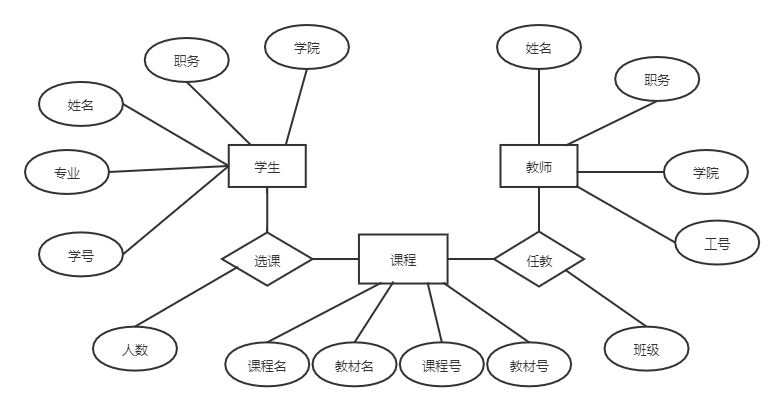 学院
姓名
职务
职务
姓名
学生
教师
专业
学院
学号
工号
选课
课程
任教
人数
班级
课程名
教材名
课程号
教材号